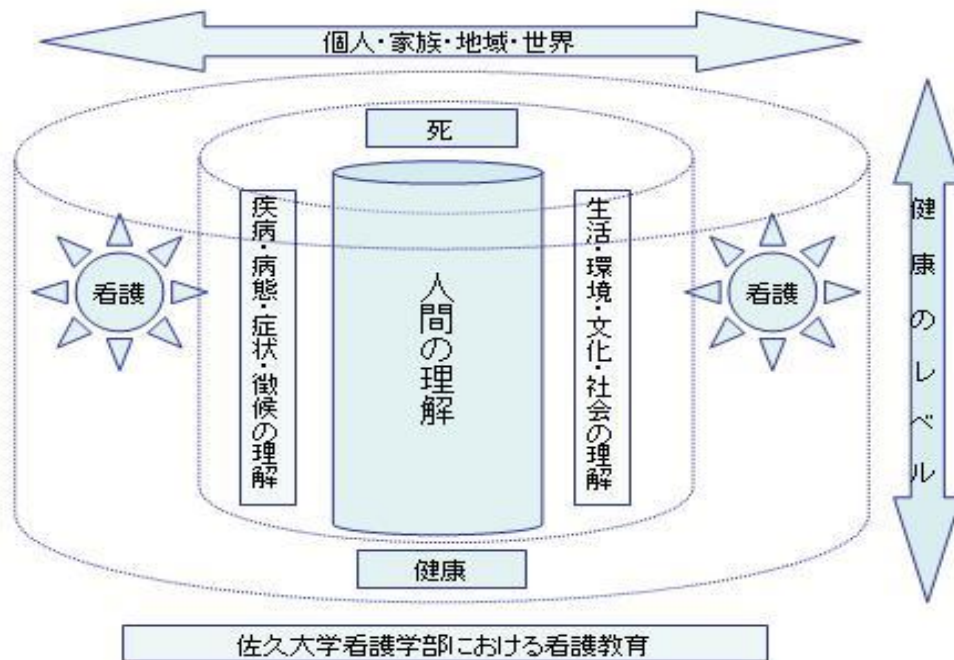 個人・家族・地域・世界
死
疾病・病態・症状・徴候の理解
人間の理解
生活・環境・文化・社会の理解
看護
看護
健康のレベル
健康
佐久大学看護学部における看護教育